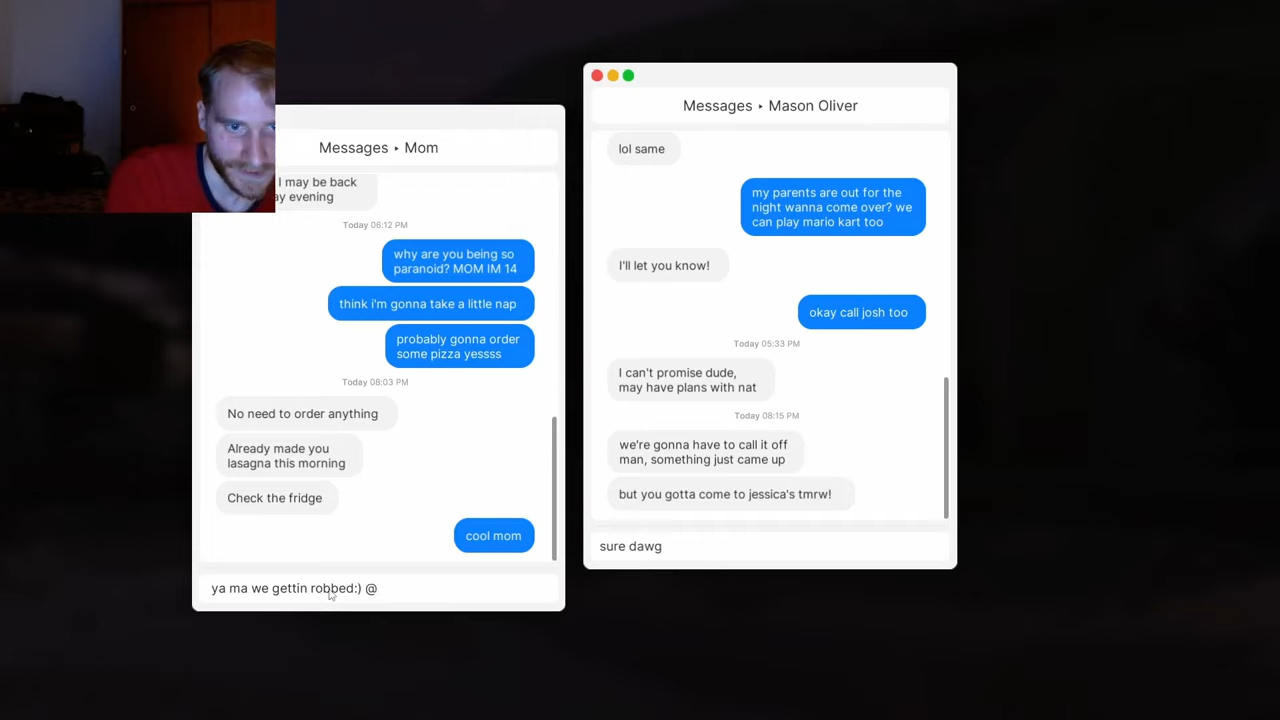 Messages ‣ Mom
I may be back
ay evening
Today 06:12 PM
why are you being so
paranoid? MOM IM 14
think i'm gonna take a little nap
probably gonna order
some pizza yessss
Today 08:03 PM
No need to order anything
Already made you
lasagna this morning
Check the fridge
cool mom
ya ma we gettin robbed:) @
Messages ‣ Mason Oliver
lol same
my parents are out for the
night wanna come over? we
can play mario kart too
I'll let you know!
okay call josh too
Today 05:33 PM
I can't promise dude,
may have plans with nat
Today 08:15 PM
we're gonna have to call it off
man, something just came up
but you gotta come to jessica's tmrw!
sure dawg